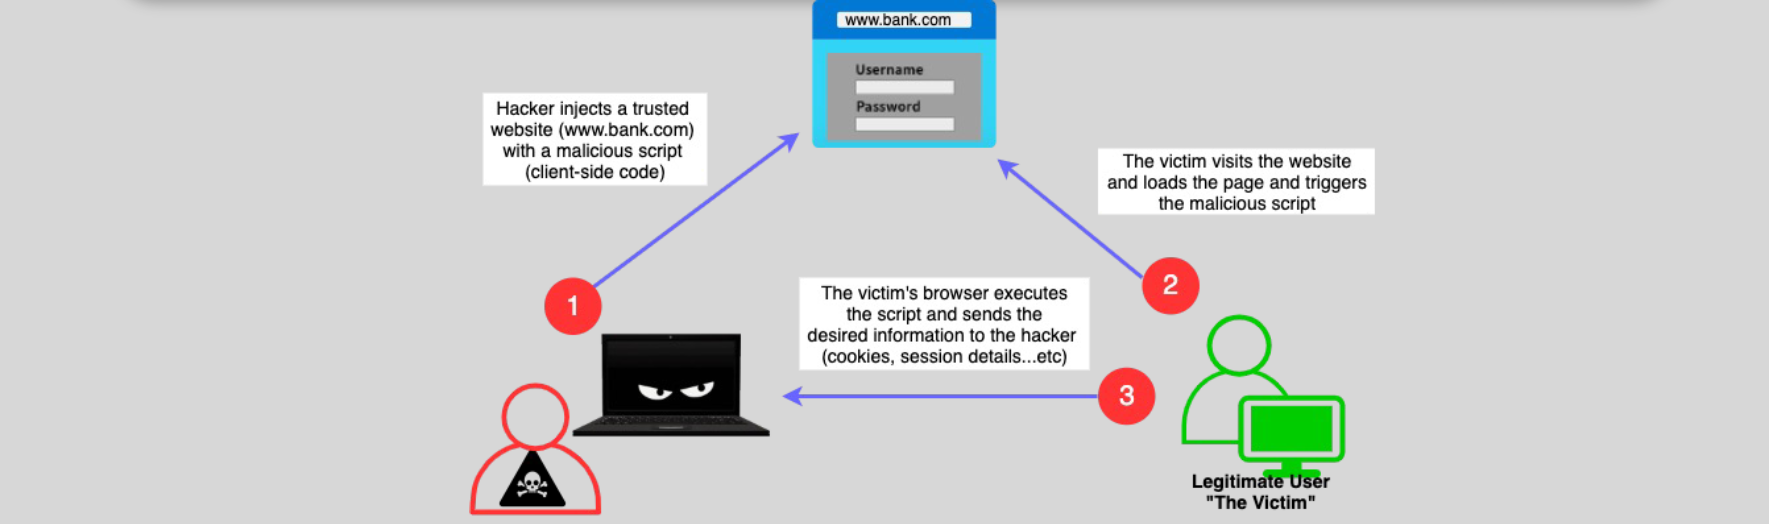 www.bank.com
Username
Password
Hacker injects a trusted
website (www.bank.com)
with a malicious script
(client-side code)
The victim visits the website
and loads the page and triggers
the malicious script
1
2
The victim's browser executes
the script and sends the
desired information to the hacker
(cookies, session details...etc)
3
Legitimate User
"The Victim"